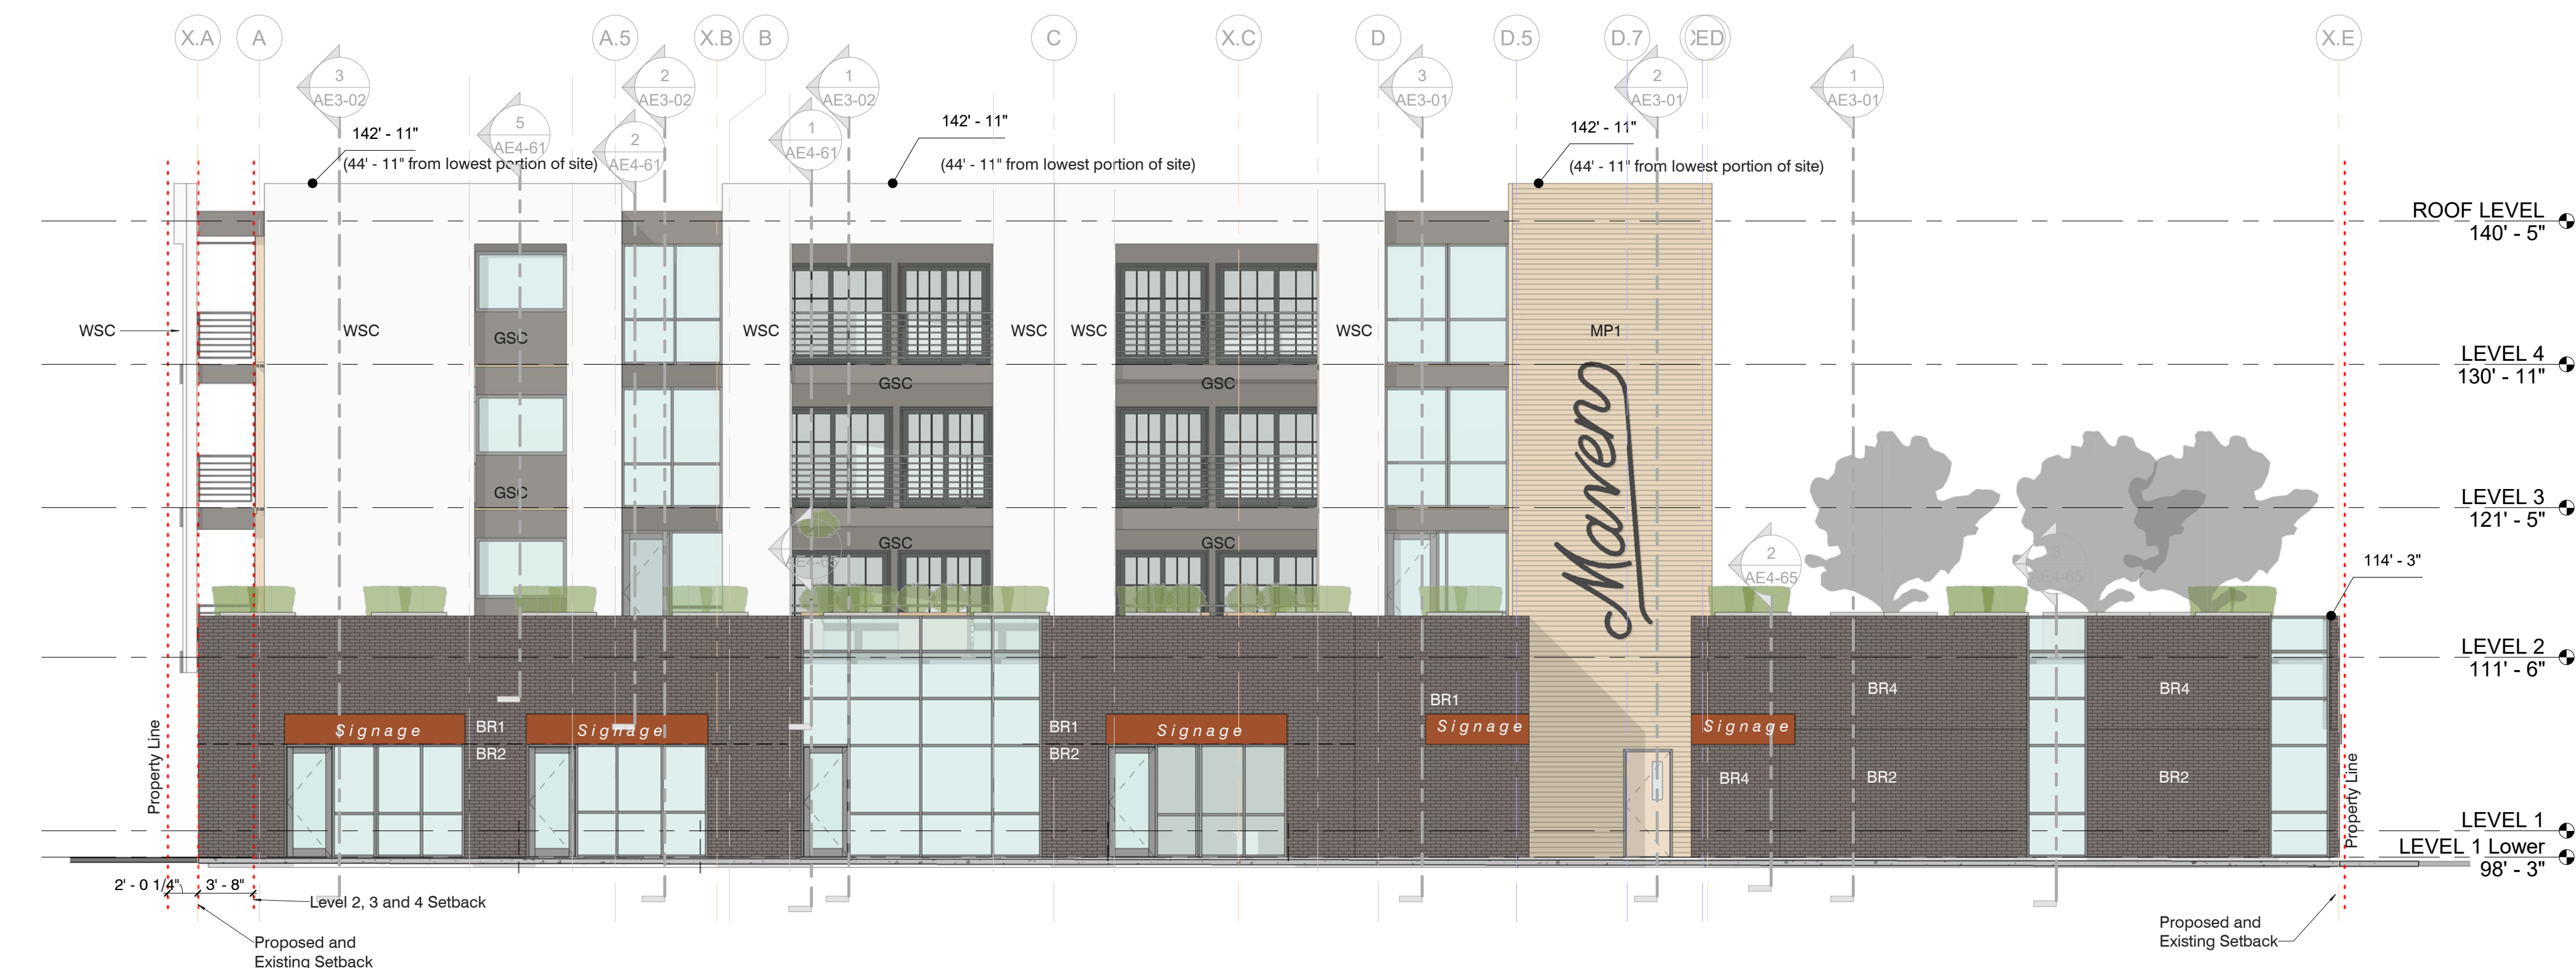 X.A
A
A.5
X.B
B
C
X.C
D
D.5
D.7
ED
X.E
3
AE3-02
2
AE3-02
1
AE3-02
3
AE3-01
2
AE3-01
1
AE3-01
5
AE4-61
2
AE4-61
1
AE4-61
142' - 11"
(44' - 11" from lowest portion of site)
142' - 11"
(44' - 11" from lowest portion of site)
142' - 11"
(44' - 11" from lowest portion of site)
ROOF LEVEL
140' - 5"
WSC
WSC
GSC
WSC
WSC
WSC
WSC
MP1
LEVEL 4
130' - 11"
GSC
GSC
Maven
GSC
LEVEL 3
121' - 5"
GSC
GSC
AE4-65
2
AE4-65
3
AE4-65
114' - 3"
LEVEL 2
111' - 6"
BR1
BR4
BR4
Property Line
Signage
BR1
Signage
BR1
Signage
Signage
Signage
BR2
BR2
BR4
BR2
BR2
Property Line
LEVEL 1
LEVEL 1 Lower
98' - 3"
2' - 0 1/4"
3' - 8"
Level 2, 3 and 4 Setback
Proposed and
Existing Setback
Proposed and
Existing Setback